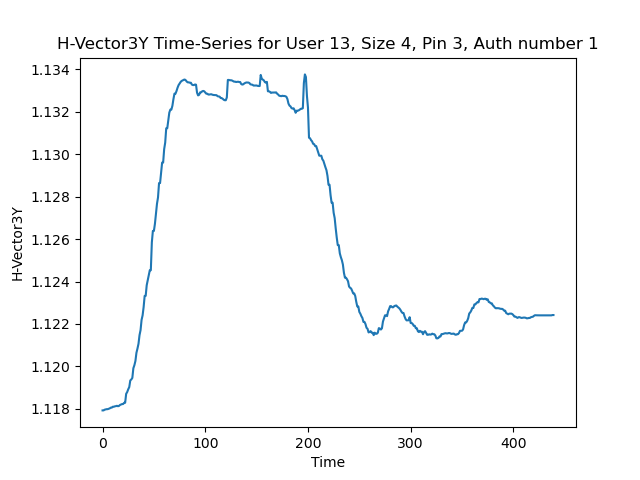 H-Vector3Y Time-Series for User 13, Size 4, Pin 3, Auth number 1
1.134
1.132
1.130
1.128
1.126
1.124
1.122
1.120
1.118
H-Vector3Y
0 100 200 300 400
Time